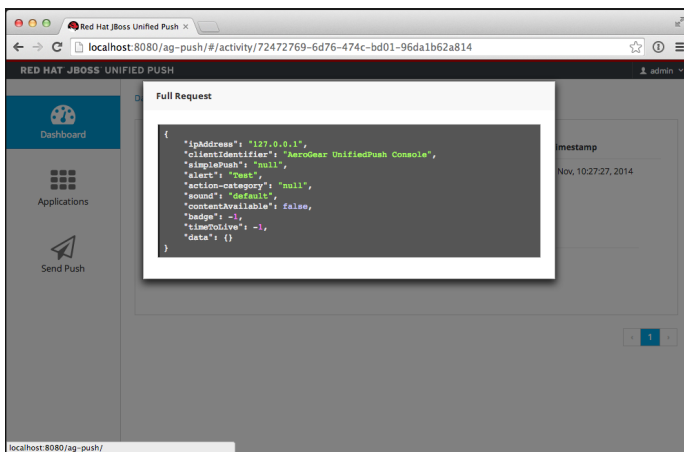 Red Hat JBoss Unified Push
localhost:8080/ag-push/#/activity/72472769-6d76-474c-bd01-96da1b62a814
RED HAT JBOSS UNIFIED PUSH
admin
Dashboard
Applications
Send Push
Da
Full Request
{
"ipAddress": "127.0.0.1",
"clientIdentifier": "AeroGear UnifiedPush Console",
"simplePush": "null",
"alert": "Test",
"action-category": "null",
"sound": "default",
"contentAvailable": false,
"badge": -1,
"timeToLive": -1,
"data": {}
}
imestamp
Nov, 10:27:27, 2014
‹ 1 ›
localhost:8080/ag-push/